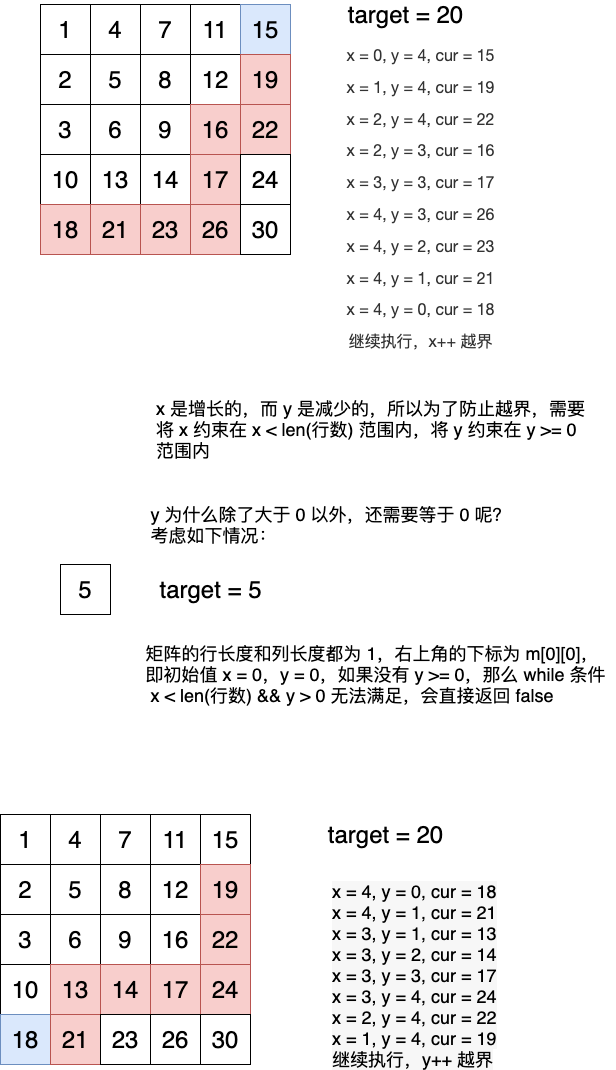 target = 20
1 4 7 11 15
2 5 8 12 19
3 6 9 16 22
10 13 14 17 24
18 21 23 26 30
x = 0, y = 4, cur = 15
x = 1, y = 4, cur = 19
x = 2, y = 4, cur = 22
x = 2, y = 3, cur = 16
x = 3, y = 3, cur = 17
x = 4, y = 3, cur = 26
x = 4, y = 2, cur = 23
x = 4, y = 1, cur = 21
x = 4, y = 0, cur = 18
继续执行，x++ 越界
x 是增长的，而 y 是减少的，所以为了防止越界，需要
将 x 约束在 x < len(行数) 范围内，将 y 约束在 y >= 0
范围内
y 为什么除了大于 0 以外，还需要等于 0 呢？
考虑如下情况：
5
target = 5
矩阵的行长度和列长度都为 1，右上角的下标为 m[0][0]，
即初始值 x = 0，y = 0，如果没有 y >= 0，那么 while 条件
x < len(行数) && y > 0 无法满足，会直接返回 false
target = 20
1 4 7 11 15
2 5 8 12 19
3 6 9 16 22
10 13 14 17 24
18 21 23 26 30
x = 4, y = 0, cur = 18
x = 4, y = 1, cur = 21
x = 3, y = 1, cur = 13
x = 3, y = 2, cur = 14
x = 3, y = 3, cur = 17
x = 3, y = 4, cur = 24
x = 2, y = 4, cur = 22
x = 1, y = 4, cur = 19
继续执行，y++ 越界